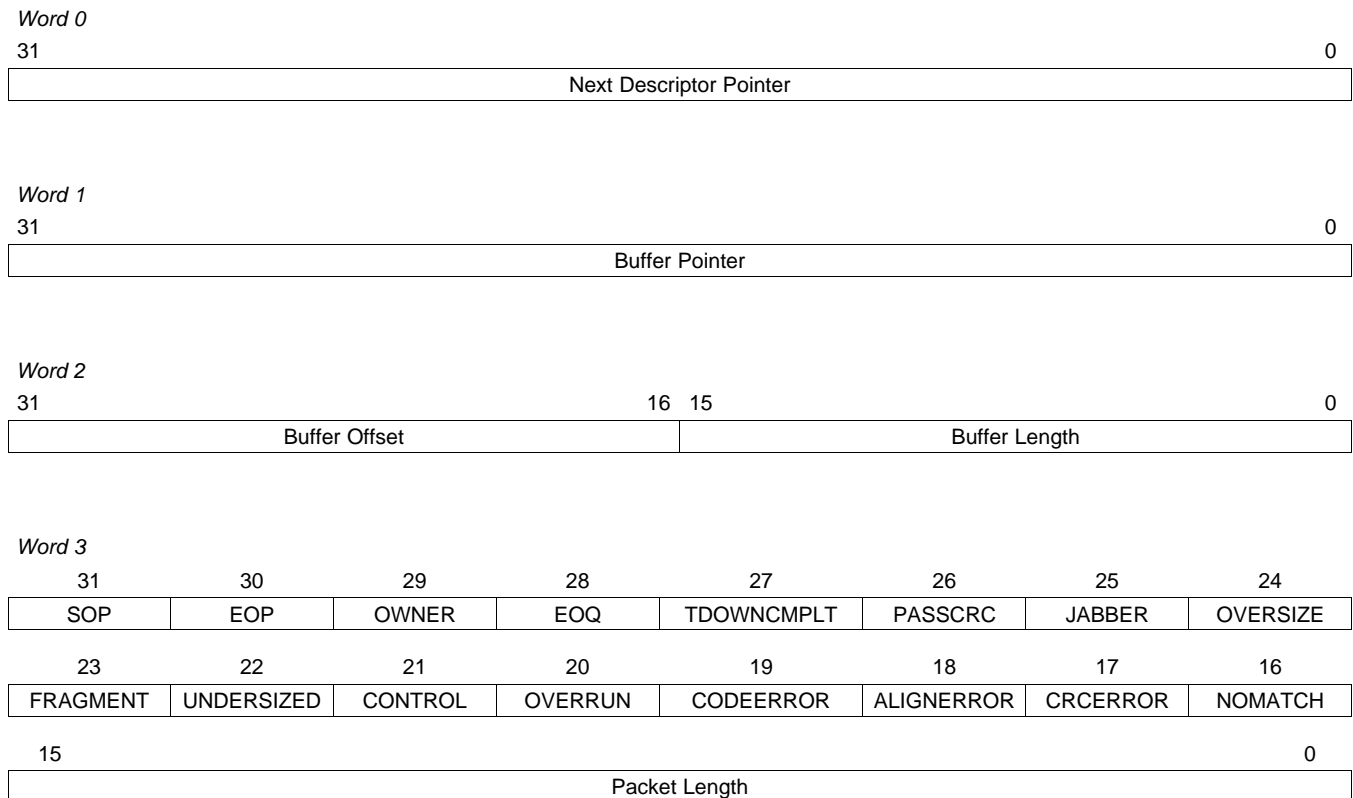 Word 0
31 0
Next Descriptor Pointer
Word 1
31 0
Buffer Pointer
Word 2
31 16 15 0
Buffer Offset Buffer Length
Word 3
31 30 29 28 27 26 25 24
SOP EOP OWNER EOQ TDOWNCMPLT PASSCRC JABBER OVERSIZE
23 22 21 20 19 18 17 16
FRAGMENT UNDERSIZED CONTROL OVERRUN CODEERROR ALIGNERROR CRCERROR NOMATCH
15 0
Packet Length